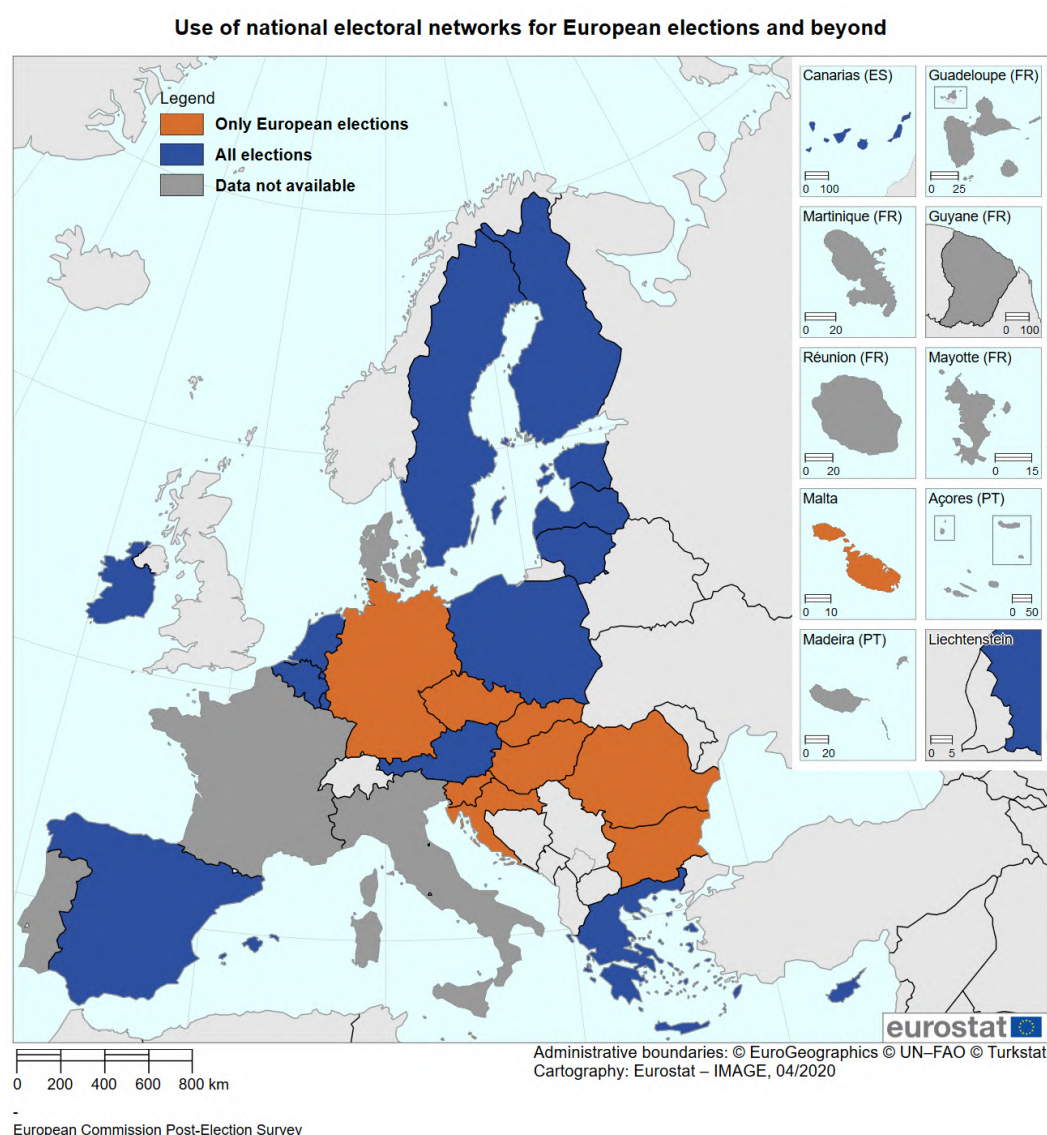 Use of national electoral networks for European elections and beyond
Legend
Only European elections
All elections
Data not available
Canarias (ES)
0 100
Guadeloupe (FR)
0 25
Martinique (FR)
0 20
Guyane (FR)
0 100
Réunion (FR)
0 20
Mayotte (FR)
0 15
Malta
0 10
Açores (PT)
0 50
Madeira (PT)
0 20
Liechtenstein
0 5
eurostat
Administrative boundaries: © EuroGeographics © UN–FAO © Turkstat
Cartography: Eurostat – IMAGE, 04/2020
0 200 400 600 800 km
-
European Commission Post-Election Survey